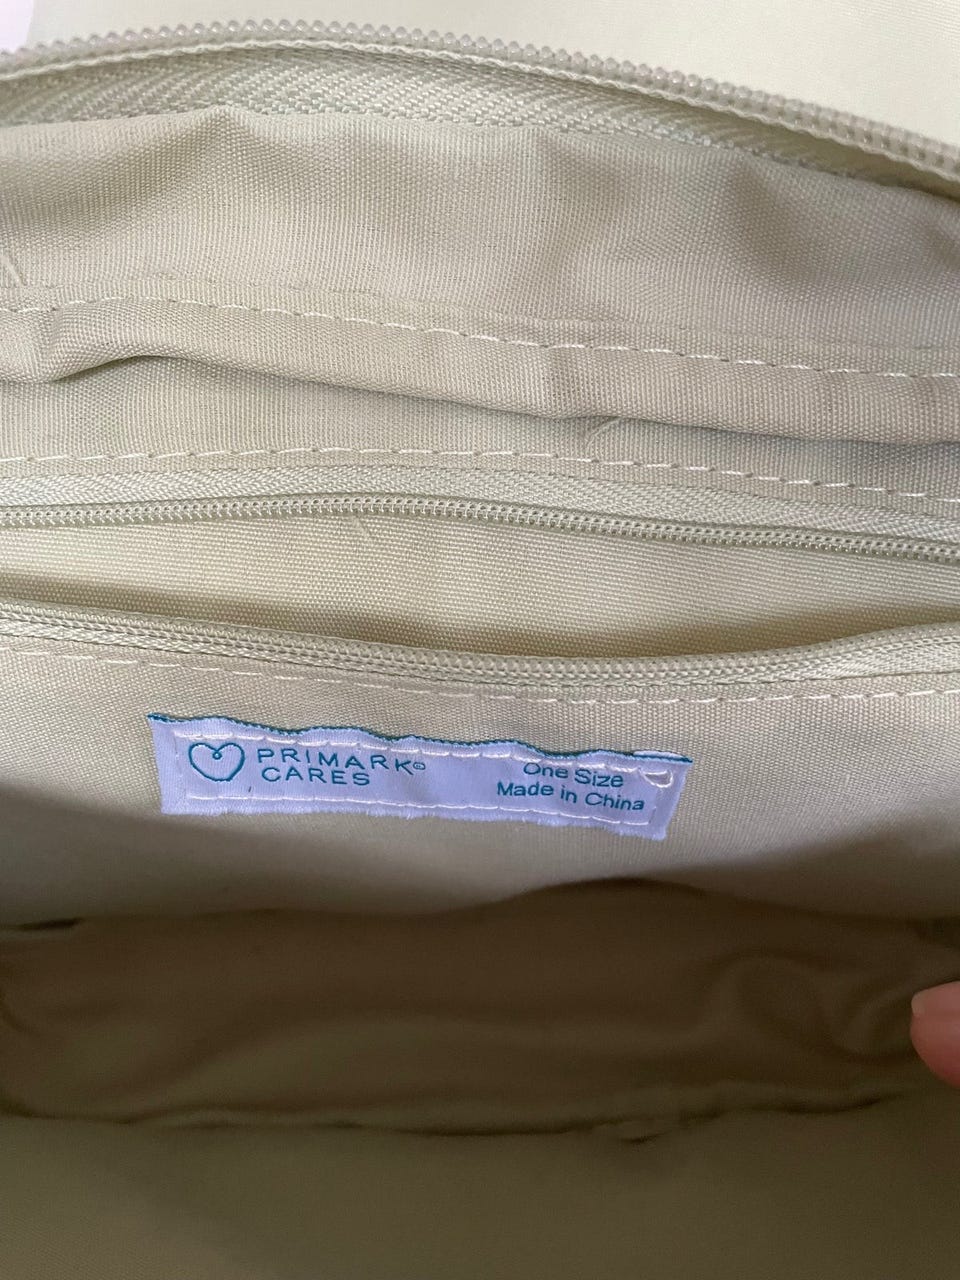 PRIMARK®
CARES
One Size
Made in China